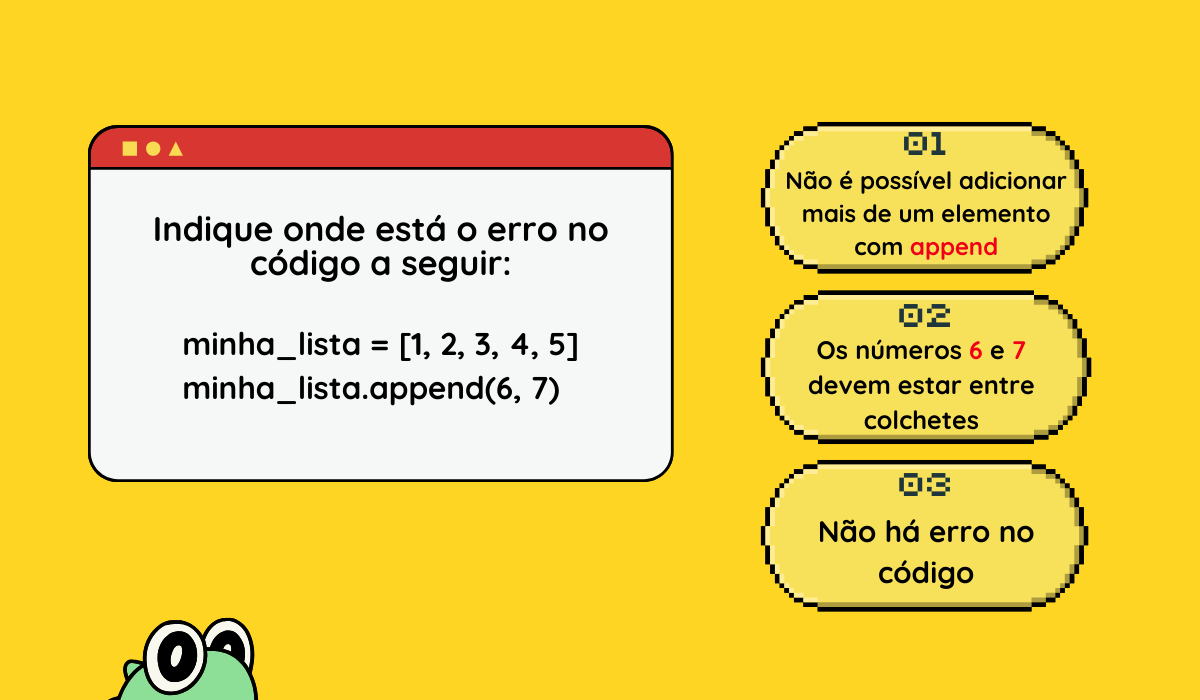 Indique onde está o erro no
código a seguir:
minha_lista = [1, 2, 3, 4, 5]
minha_lista.append(6, 7)
01
Não é possível adicionar
mais de um elemento
com append
02
Os números 6 e 7
devem estar entre
colchetes
03
Não há erro no
código